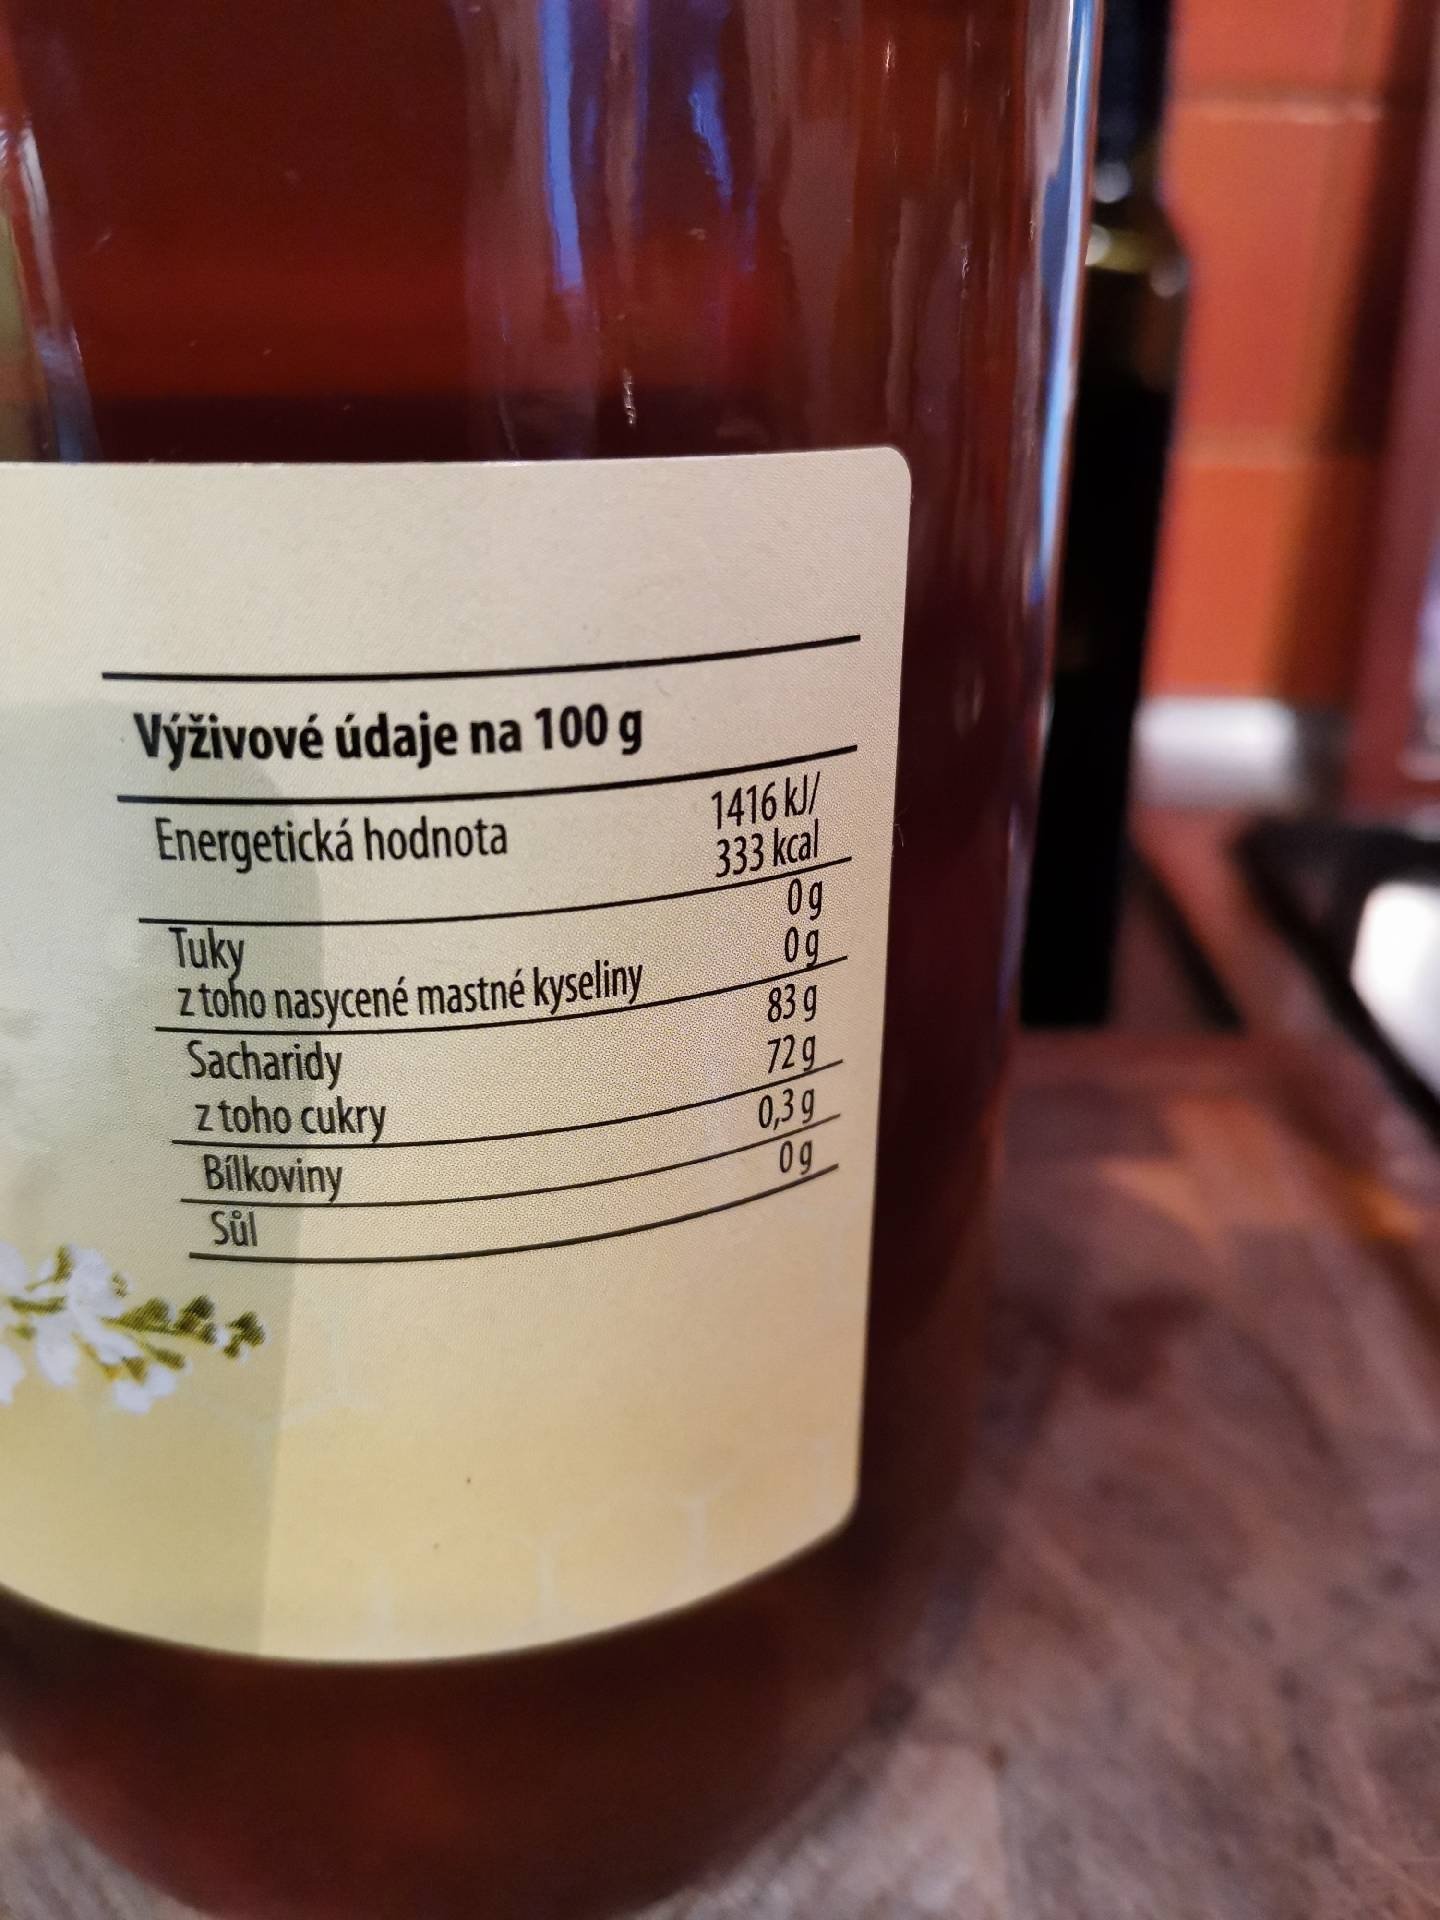 Výživové údaje na 100 g
Energetická hodnota 1416 kJ/
333 kcal
Tuky 0 g
z toho nasycené mastné kyseliny 0 g
Sacharidy 83 g
z toho cukry 72 g
Bílkoviny 0,3 g
Sůl 0 g